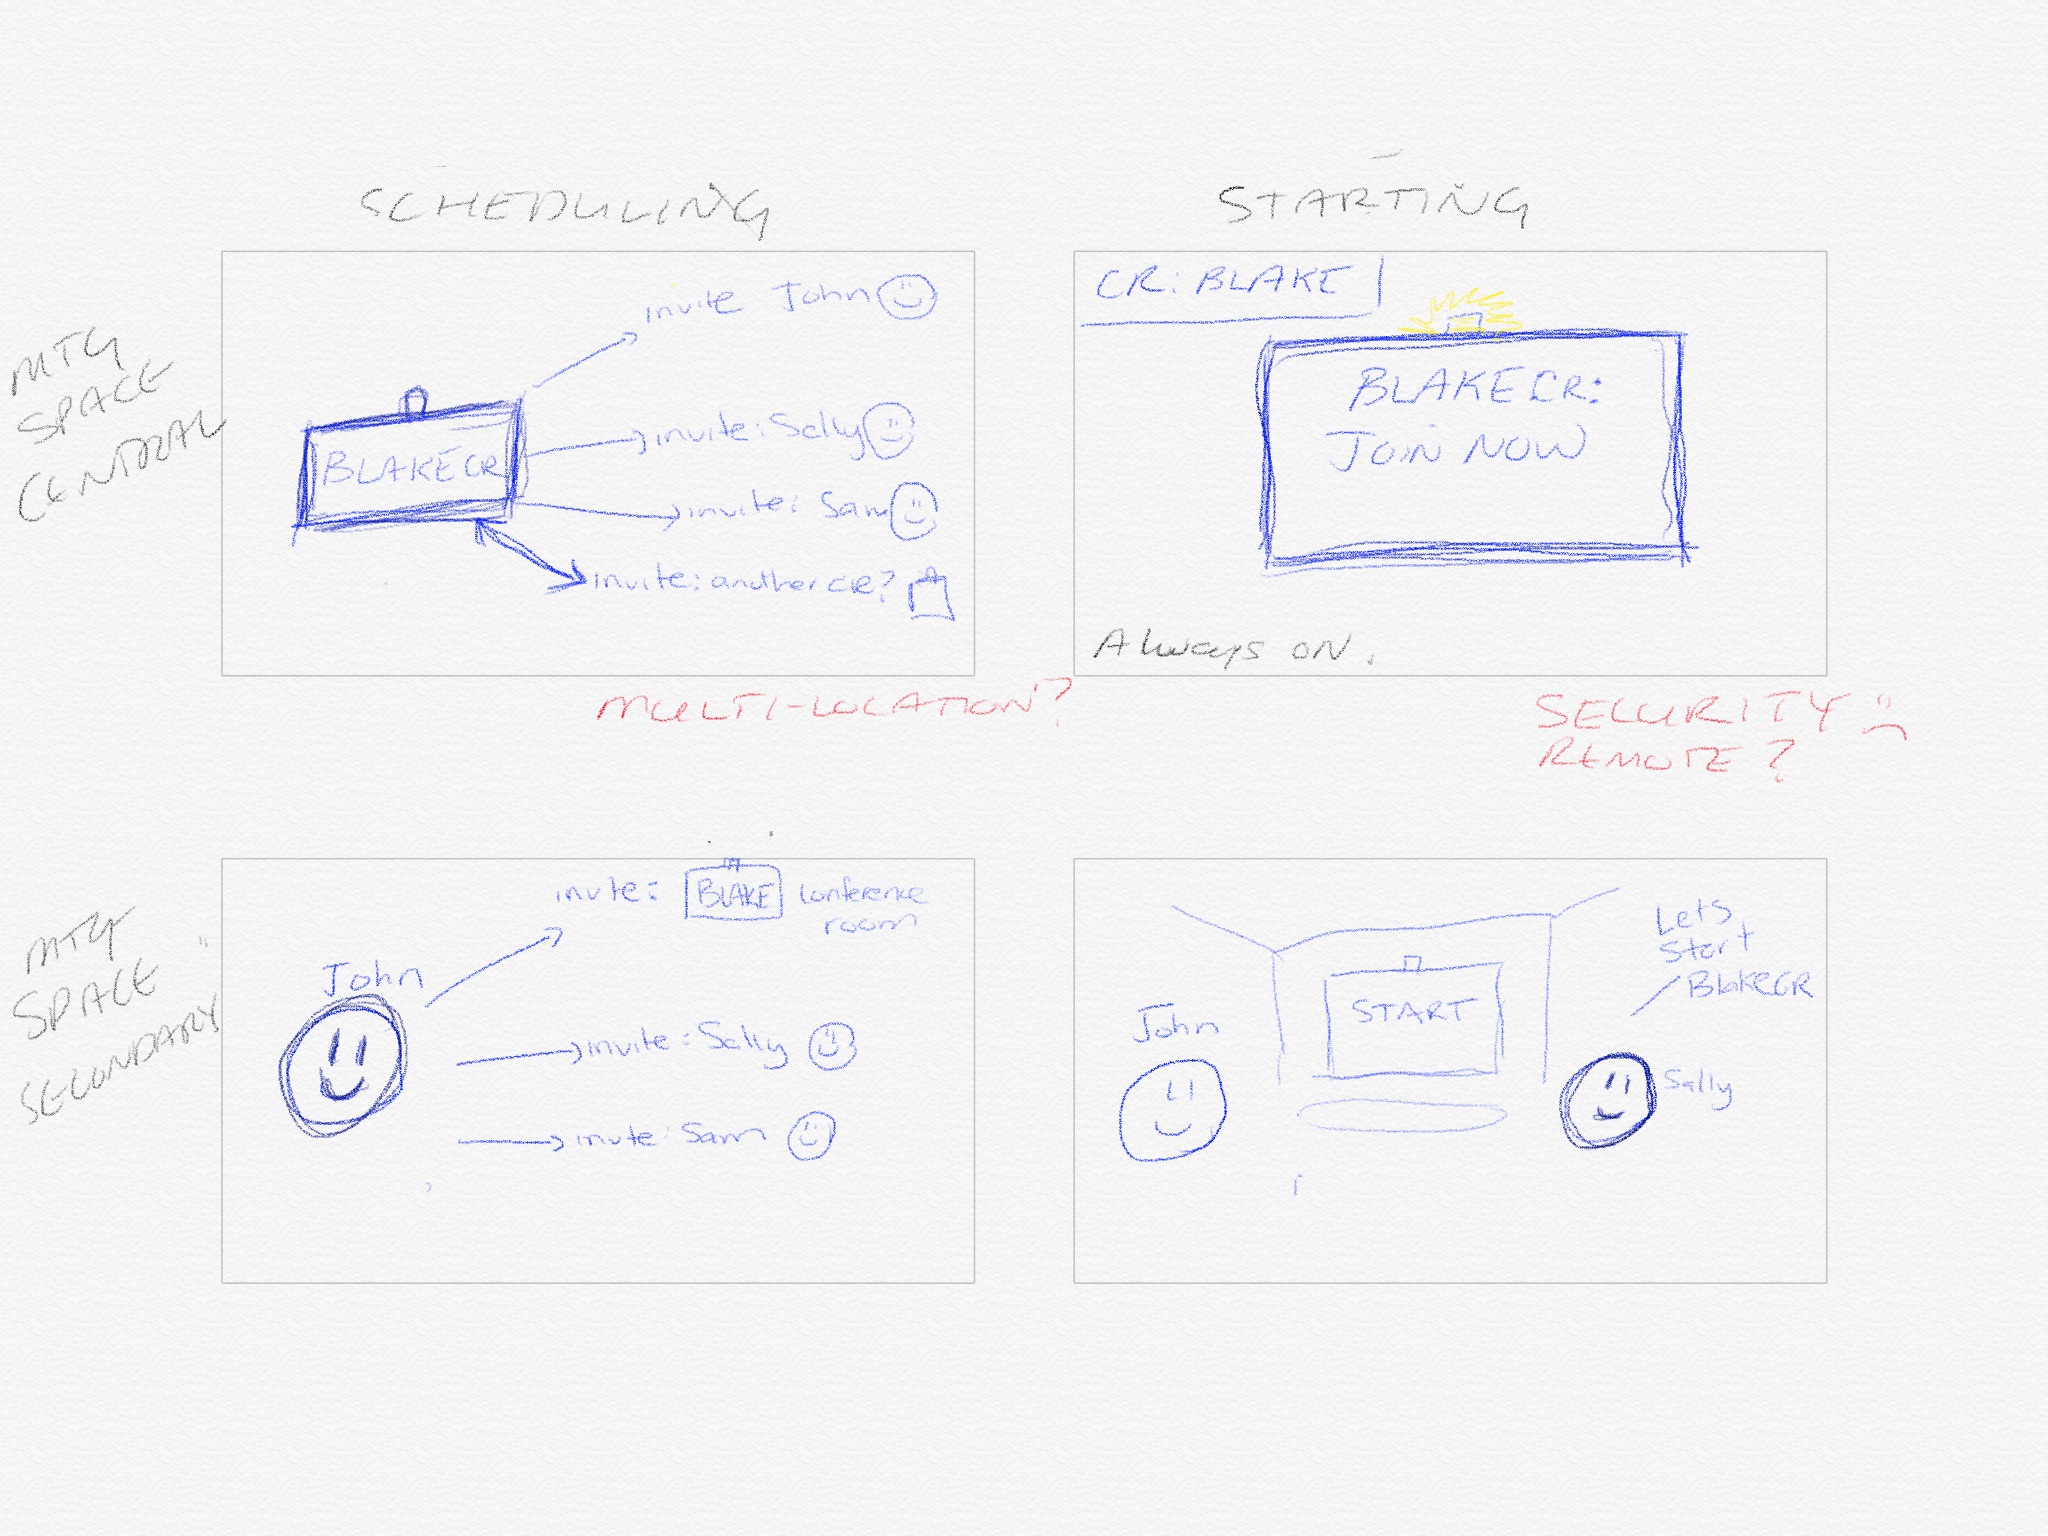 SCHEDULING
STARTING
MTG
SPACE
CENTRAL
BLAKE CR
invite John
invite: Sally
invite: Sam
invite: another CR?
CR: BLAKE
BLAKE CR:
JOIN NOW
Always on.
MULTI-LOCATION?
SECURITY
REMOTE?
MTG
SPACE
SECONDARY
John
invite: BLAKE conference
room
invite: Sally
invite: Sam
John
START
Lets
Start
Blake CR
Sally